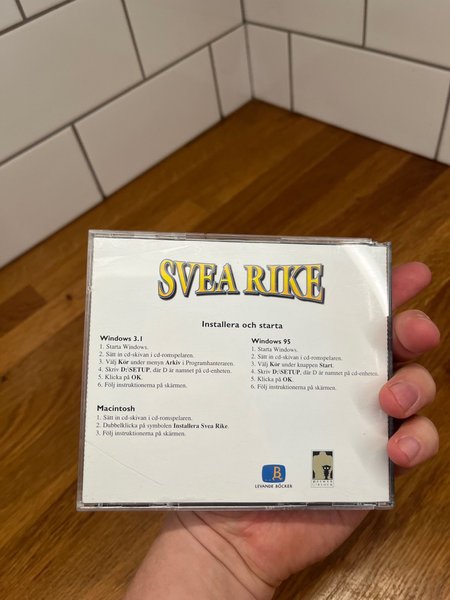 SVEA RIKE
Installera och starta
Windows 3.1
1. Starta Windows.
2. Sätt in cd-skivan i cd-romspelaren.
3. Välj Kör under menyn Arkiv i Programhanteraren.
4. Skriv D:\SETUP, där D är namnet på cd-enheten.
5. Klicka på OK.
6. Följ instruktionerna på skärmen.
Windows 95
1. Starta Windows.
2. Sätt in cd-skivan i cd-romspelaren.
3. Välj Kör under knappen Start.
4. Skriv D:\SETUP, där D är namnet på cd-enheten.
5. Klicka på OK.
6. Följ instruktionerna på skärmen.
Macintosh
1. Sätt in cd-skivan i cd-romspelaren.
2. Dubbelklicka på symbolen Installera Svea Rike.
3. Följ instruktionerna på skärmen.
LEVANDE BÖCKER